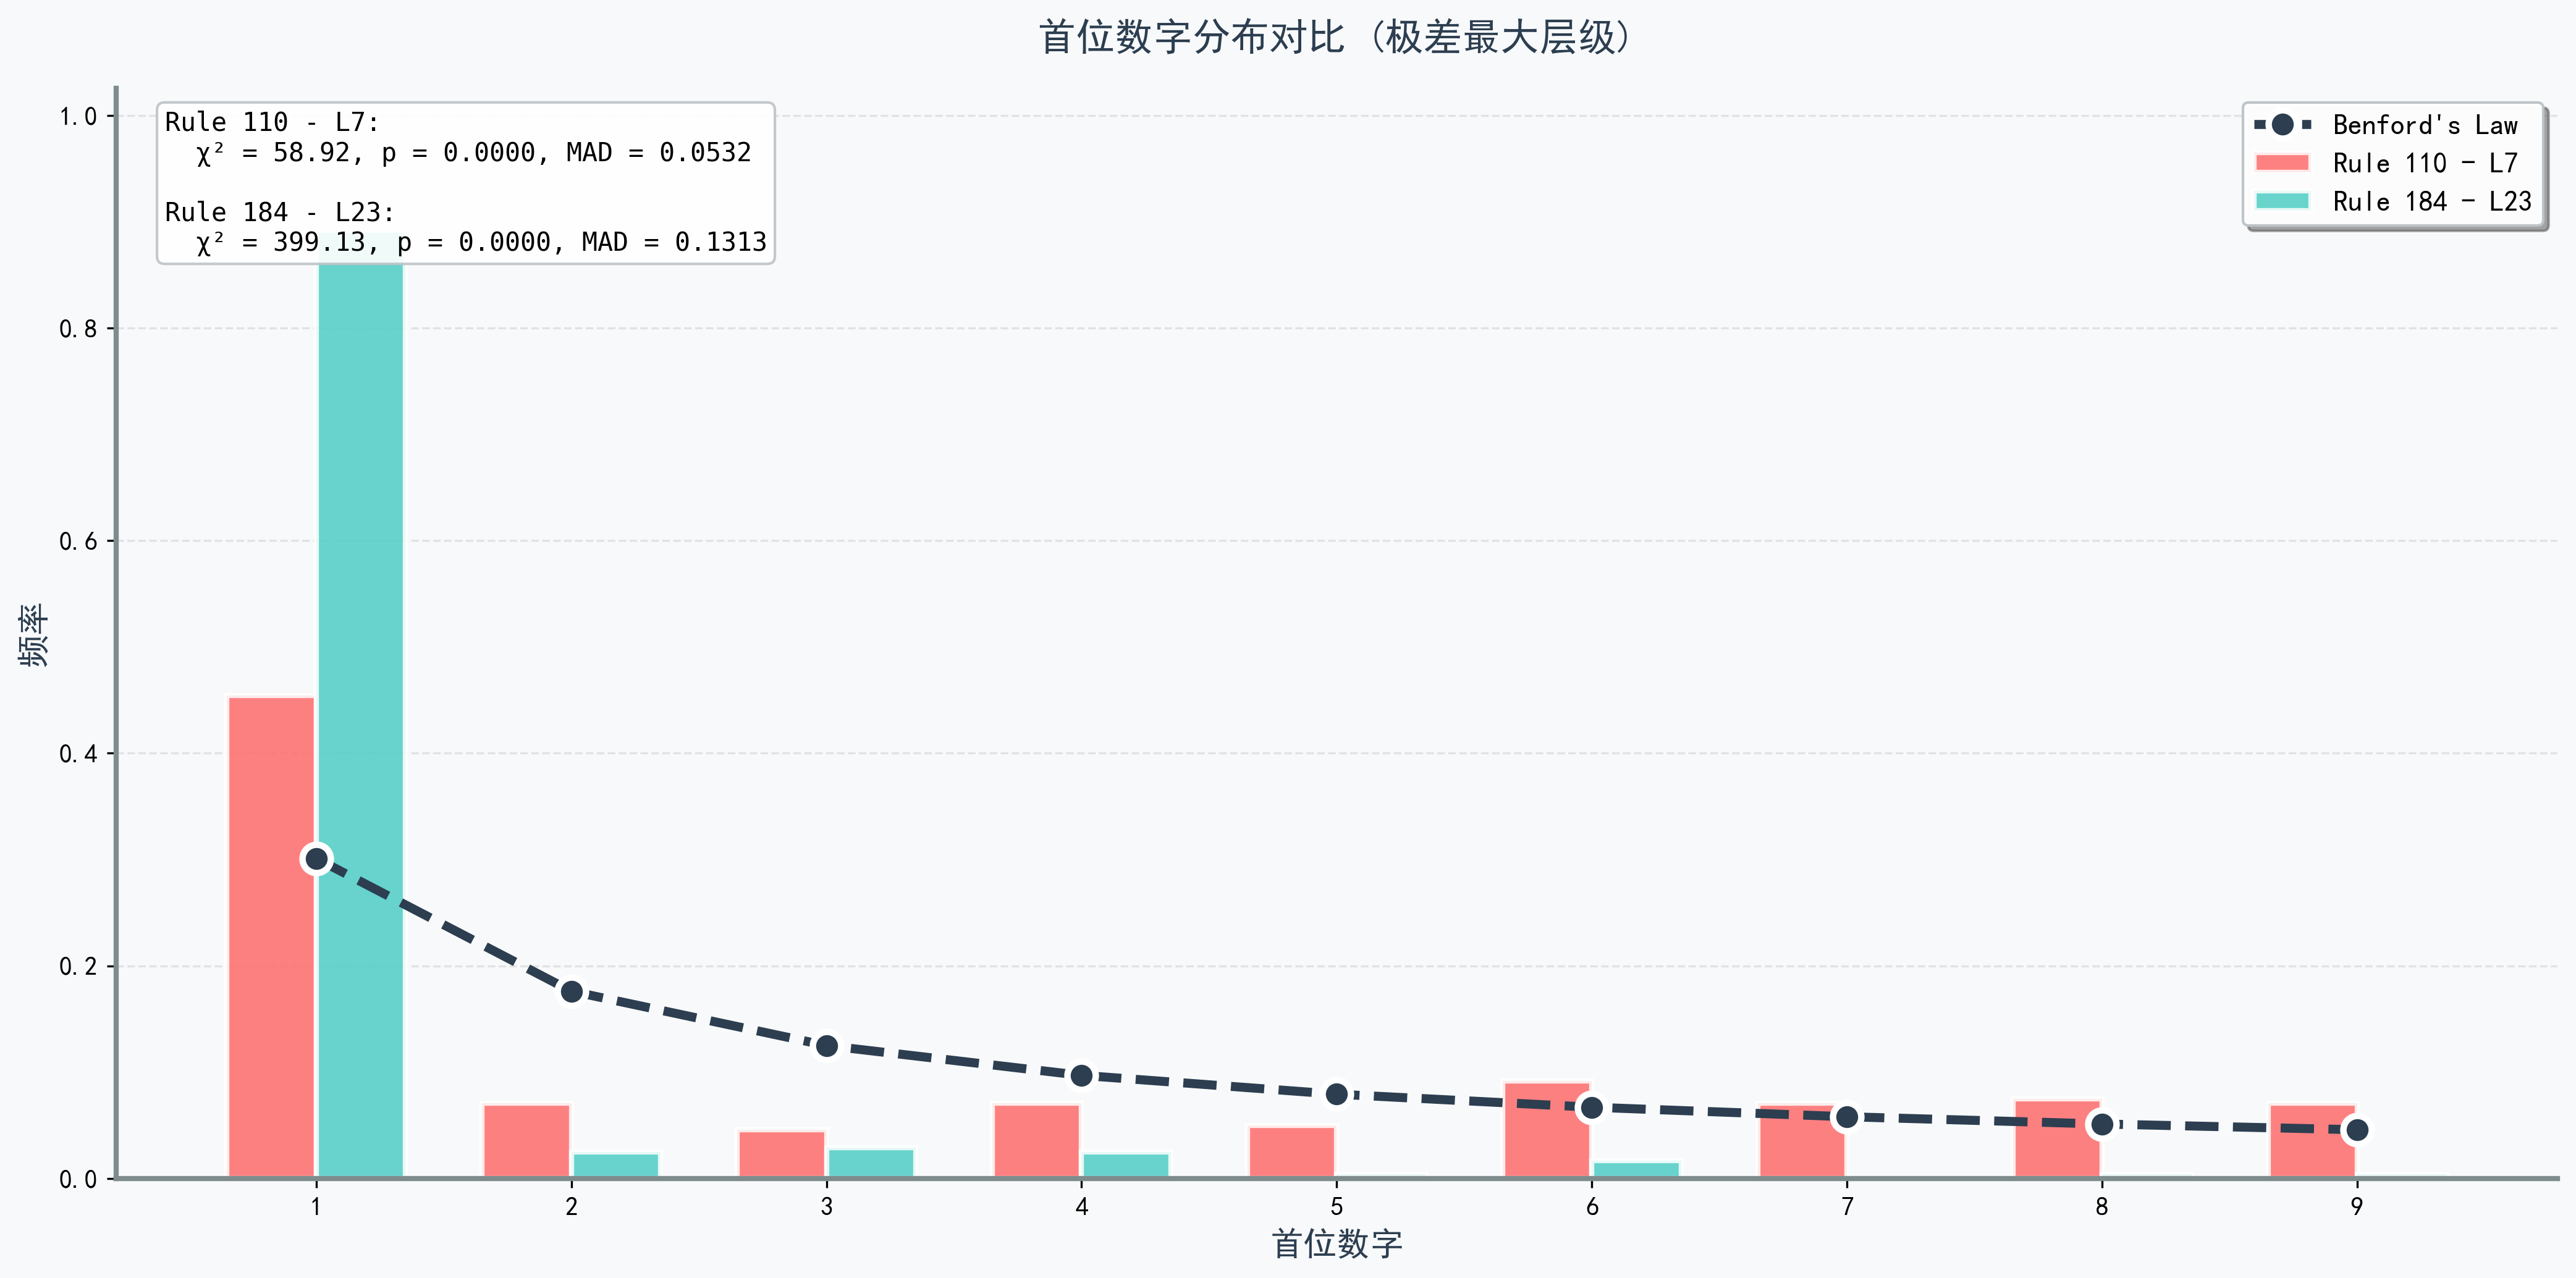 首位数字分布对比 (极差最大层级)
Rule 110 - L7:
χ² = 58.92, p = 0.0000, MAD = 0.0532
Rule 184 - L23:
χ² = 399.13, p = 0.0000, MAD = 0.1313
Benford's Law
Rule 110 - L7
Rule 184 - L23
频率
1.0
0.8
0.6
0.4
0.2
0.0
1 2 3 4 5 6 7 8 9
首位数字